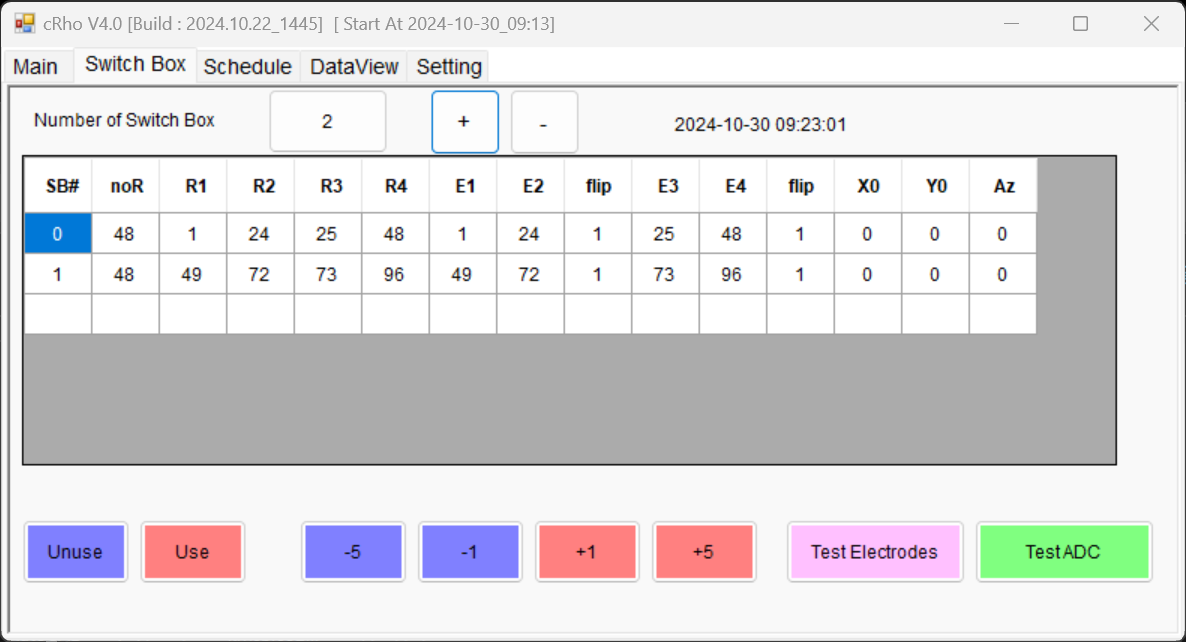 cRho V4.0 [Build : 2024.10.22_1445]  [ Start At 2024-10-30_09:13]
Main Switch Box Schedule DataView Setting
Number of Switch Box 2 + - 2024-10-30 09:23:01
SB# noR R1 R2 R3 R4 E1 E2 flip E3 E4 flip X0 Y0 Az
0 48 1 24 25 48 1 24 1 25 48 1 0 0 0
1 48 49 72 73 96 49 72 1 73 96 1 0 0 0
Unuse Use -5 -1 +1 +5 Test Electrodes Test ADC